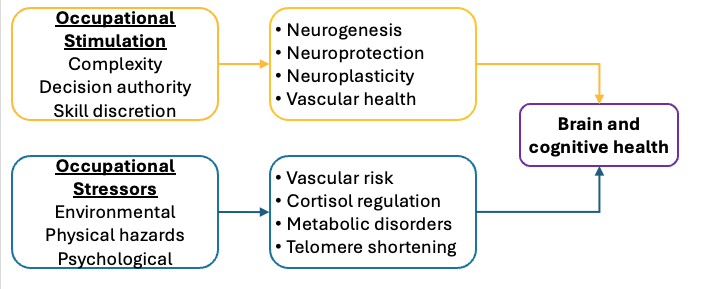 Occupational
Stimulation
Complexity
Decision authority
Skill discretion
• Neurogenesis
• Neuroprotection
• Neuroplasticity
• Vascular health
Brain and
cognitive health
Occupational
Stressors
Environmental
Physical hazards
Psychological
• Vascular risk
• Cortisol regulation
• Metabolic disorders
• Telomere shortening